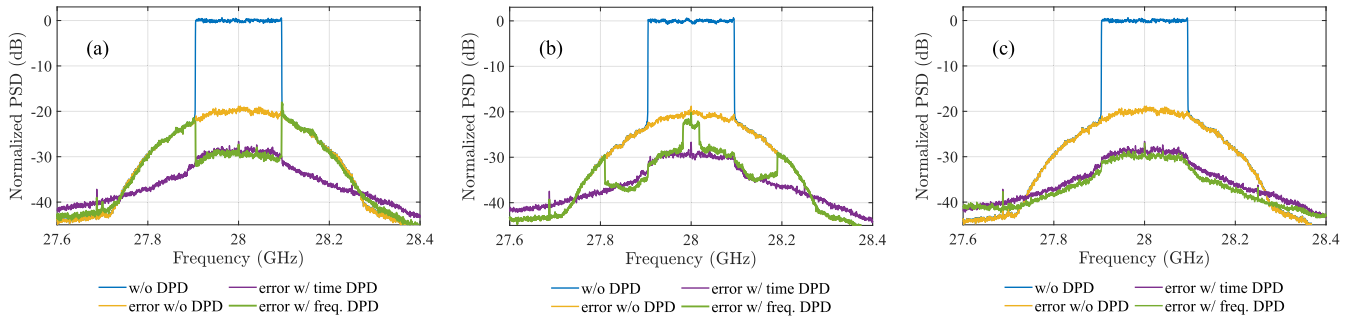 (a)
Normalized PSD (dB)
0
-10
-20
-30
-40
27.6
27.8
28
28.2
28.4
Frequency (GHz)
w/o DPD
error w/ time DPD
error w/o DPD
error w/ freq. DPD
(b)
Normalized PSD (dB)
0
-10
-20
-30
-40
27.6
27.8
28
28.2
28.4
Frequency (GHz)
w/o DPD
error w/ time DPD
error w/o DPD
error w/ freq. DPD
(c)
Normalized PSD (dB)
0
-10
-20
-30
-40
27.6
27.8
28
28.2
28.4
Frequency (GHz)
w/o DPD
error w/ time DPD
error w/o DPD
error w/ freq. DPD